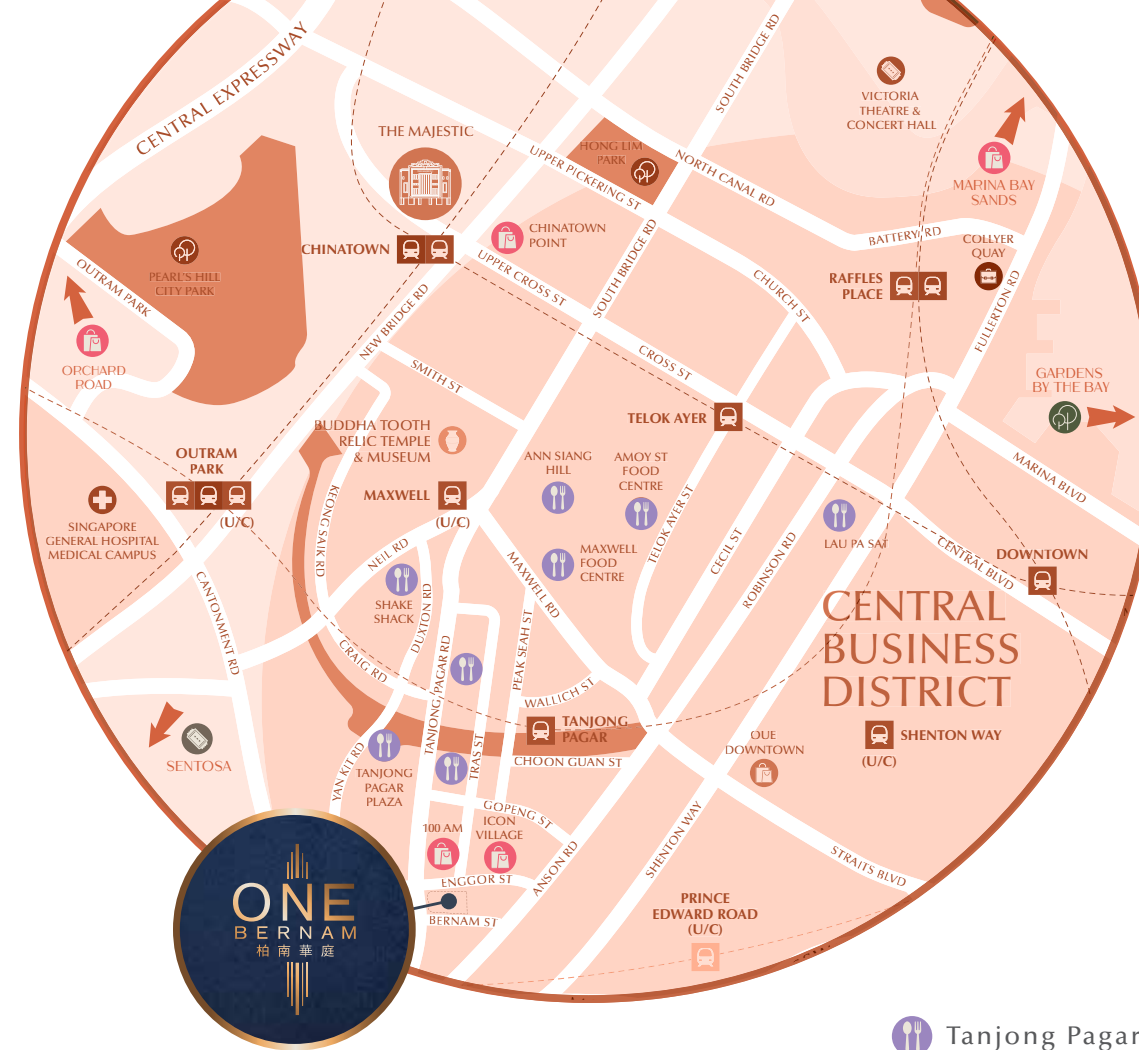 CENTRAL EXPRESSWAY
SOUTH BRIDGE RD
VICTORIA
THEATRE &
CONCERT HALL
THE MAJESTIC
HONG LIM
PARK
UPPER PICKERING ST
NORTH CANAL RD
MARINA BAY
SANDS
CHINATOWN
CHINATOWN
POINT
BATTERY RD
COLLYER
QUAY
PEARL'S HILL
CITY PARK
OUTRAM PARK
UPPER CROSS ST
SOUTH BRIDGE RD
CHURCH ST
RAFFLES
PLACE
FULLERTON RD
NEW BRIDGE RD
ORCHARD
ROAD
SMITH ST
CROSS ST
GARDENS
BY THE BAY
TELOK AYER
BUDDHA TOOTH
RELIC TEMPLE
& MUSEUM
OUTRAM
PARK
(U/C)
ANN SIANG
HILL
AMOY ST
FOOD
CENTRE
MARINA BLVD
MAXWELL
(U/C)
KEONG SAIK RD
SINGAPORE
GENERAL HOSPITAL
MEDICAL CAMPUS
NEIL RD
MAXWELL RD
MAXWELL
FOOD
CENTRE
TELOK AYER ST
CECIL ST
ROBINSON RD
LAU PA SAT
CENTRAL BLVD
DOWNTOWN
CANTONMENT RD
SHAKE
SHACK
DUXTON RD
CENTRAL
BUSINESS
DISTRICT
CRAIG RD
TANJONG PAGAR RD
PEAK SEAH ST
WALLICH ST
TANJONG
PAGAR
SHENTON WAY
(U/C)
OUE
DOWNTOWN
SENTOSA
YAN KIT RD
TANJONG
PAGAR
PLAZA
TRAS ST
CHOON GUAN ST
GOPENG ST
100 AM
ICON
VILLAGE
ANSON RD
SHENTON WAY
STRAITS BLVD
ENGGOR ST
BERNAM ST
PRINCE
EDWARD ROAD
(U/C)
ONE
BERNAM
柏南華庭
Tanjong Pagar